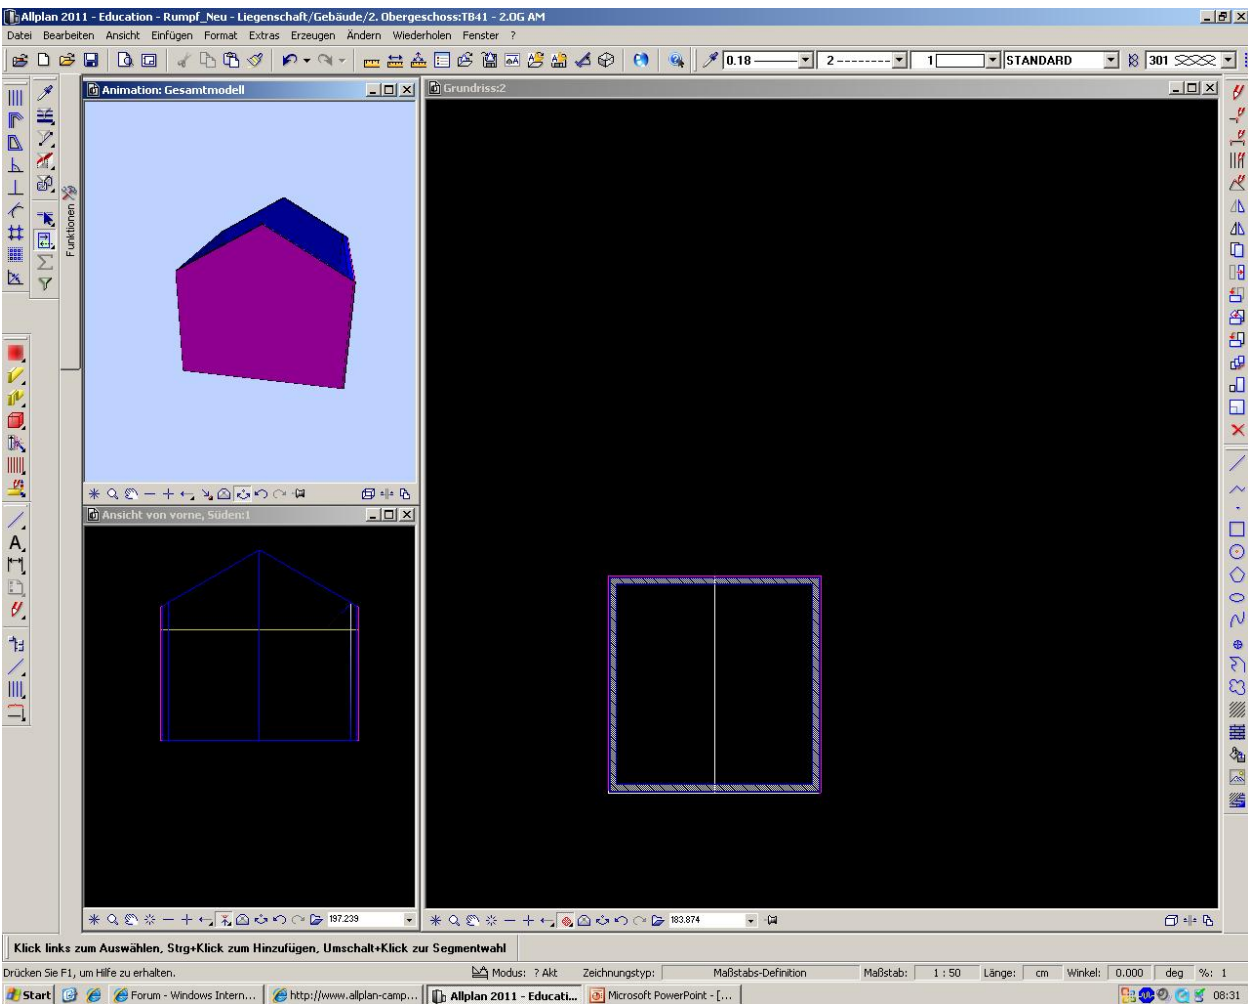 Allplan 2011 - Education - Rumpf_Neu - Liegenschaft/Gebäude/2. Obergeschoss:TB41 - 2.OG AM
Datei Bearbeiten Ansicht Einfügen Format Extras Erzeugen Ändern Wiederholen Fenster ?
0.18 2 1 STANDARD 301
Animation: Gesamtmodell
Grundriss:2
Funktionen
Ansicht von vorne, Süden:1
197.239
183.874
Klick links zum Auswählen, Strg+Klick zum Hinzufügen, Umschalt+Klick zur Segmentwahl
Drücken Sie F1, um Hilfe zu erhalten. Modus: ? Akt Zeichnungstyp: Maßstabs-Definition Maßstab: 1 : 50 Länge: cm Winkel: 0.000 deg %: 1
Start Forum - Windows Intern... http://www.allplan-camp... Allplan 2011 - Educati... Microsoft PowerPoint - [... 08:31